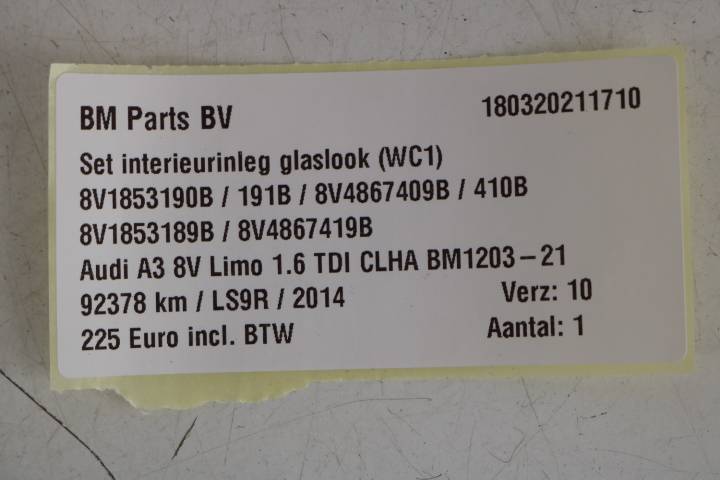 BM Parts BV 180320211710
Set interieurinleg glaslook (WC1)
8V1853190B / 191B / 8V4867409B / 410B
8V1853189B / 8V4867419B
Audi A3 8V Limo 1.6 TDI CLHA BM1203-21
92378 km / LS9R / 2014 Verz: 10
225 Euro incl. BTW Aantal: 1